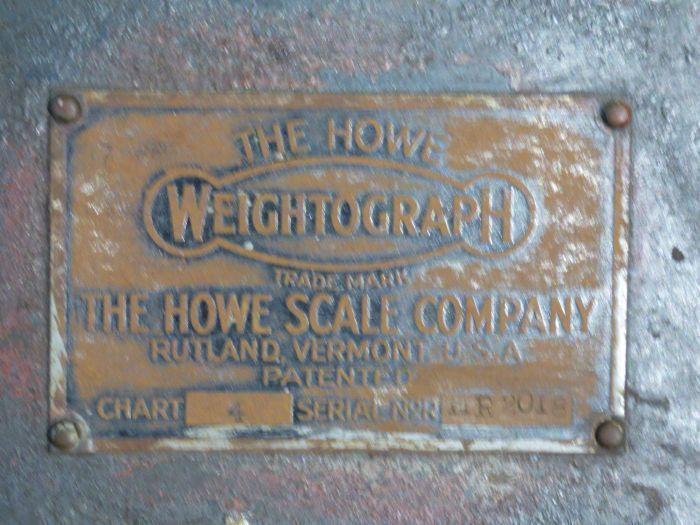 THE HOWE
WEIGHTOGRAPH
TRADE MARK
THE HOWE SCALE COMPANY
RUTLAND, VERMONT, U.S.A
PATENTED
CHART 4 SERIAL NO.